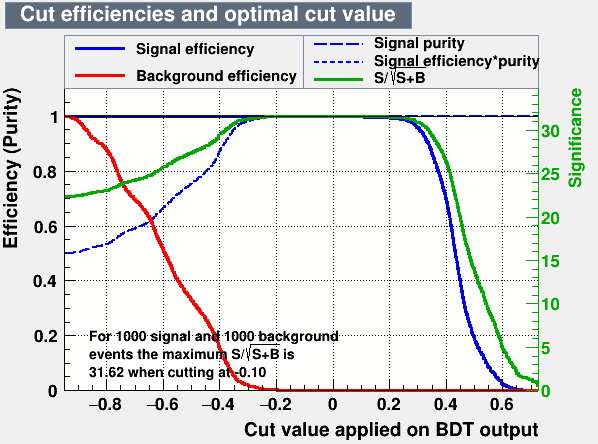 Cut efficiencies and optimal cut value
Signal efficiency
Background efficiency
Signal purity
Signal efficiency*purity
S/√S+B
Efficiency (Purity)
1
0.8
0.6
0.4
0.2
0
Significance
30
25
20
15
10
5
0
For 1000 signal and 1000 background
events the maximum S/√S+B is
31.62 when cutting at -0.10
−0.8 −0.6 −0.4 −0.2 0 0.2 0.4 0.6
Cut value applied on BDT output